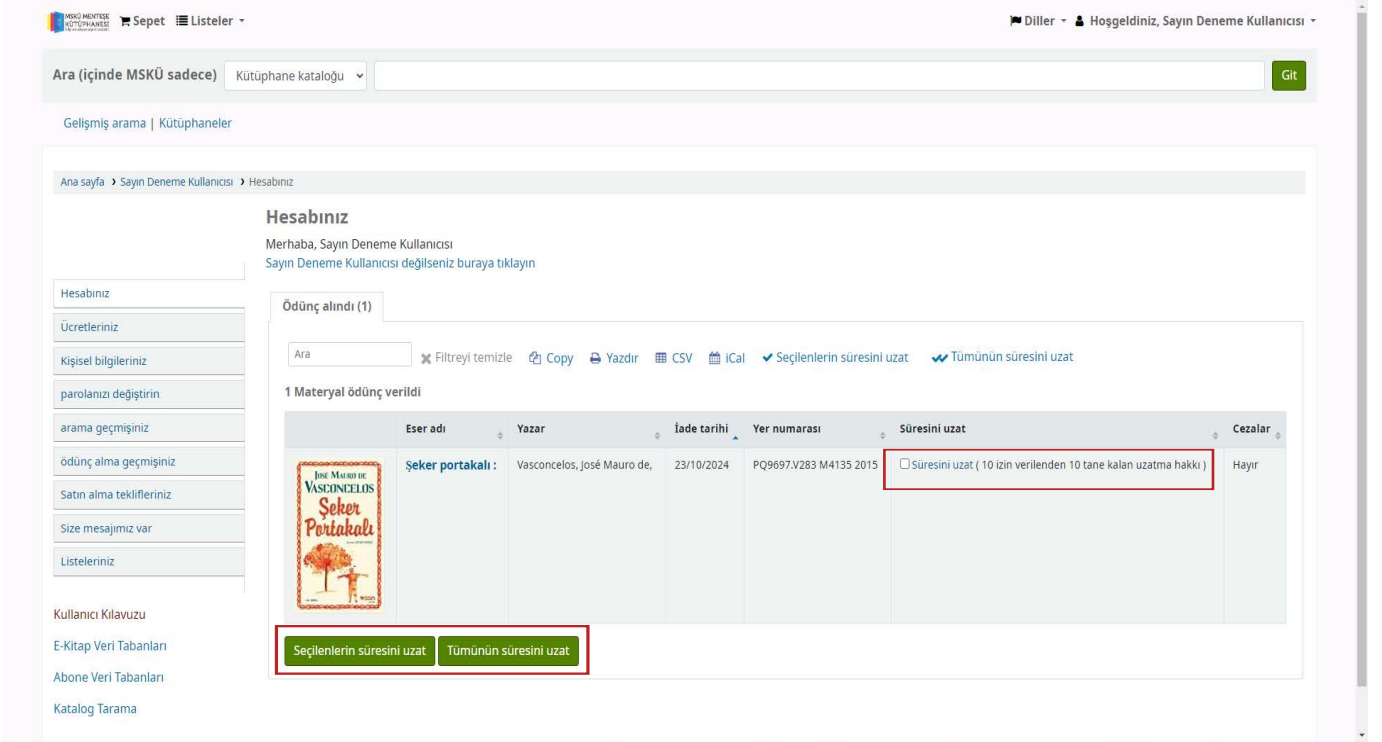 MSKÜ MENTEŞE
KÜTÜPHANESİ
Sepet Listeler
Diller Hoşgeldiniz, Sayın Deneme Kullanıcısı
Ara (içinde MSKÜ sadece) Kütüphane kataloğu Git
Gelişmiş arama | Kütüphaneler
Ana sayfa > Sayın Deneme Kullanıcısı > Hesabınız
Hesabınız
Merhaba, Sayın Deneme Kullanıcısı
Sayın Deneme Kullanıcısı değilseniz buraya tıklayın
Hesabınız
Ücretleriniz
Kişisel bilgileriniz
parolanızı değiştirin
arama geçmişiniz
ödünç alma geçmişiniz
Satın alma teklifleriniz
Size mesajımız var
Listeleriniz
Kullanıcı Kılavuzu
E-Kitap Veri Tabanları
Abone Veri Tabanları
Katalog Tarama
Ödünç alındı (1)
Ara Filtreyi temizle Copy Yazdır CSV iCal Seçilenlerin süresini uzat Tümünün süresini uzat
1 Materyal ödünç verildi
Eser adı Yazar İade tarihi Yer numarası Süresini uzat Cezalar
JOSE MAURO DE
VASCONCELOS
Şeker
Portakalı
Şeker portakalı : Vasconcelos, José Mauro de, 23/10/2024 PQ9697.V283 M4135 2015 Süresini uzat ( 10 izin verilenden 10 tane kalan uzatma hakkı ) Hayır
Seçilenlerin süresini uzat Tümünün süresini uzat